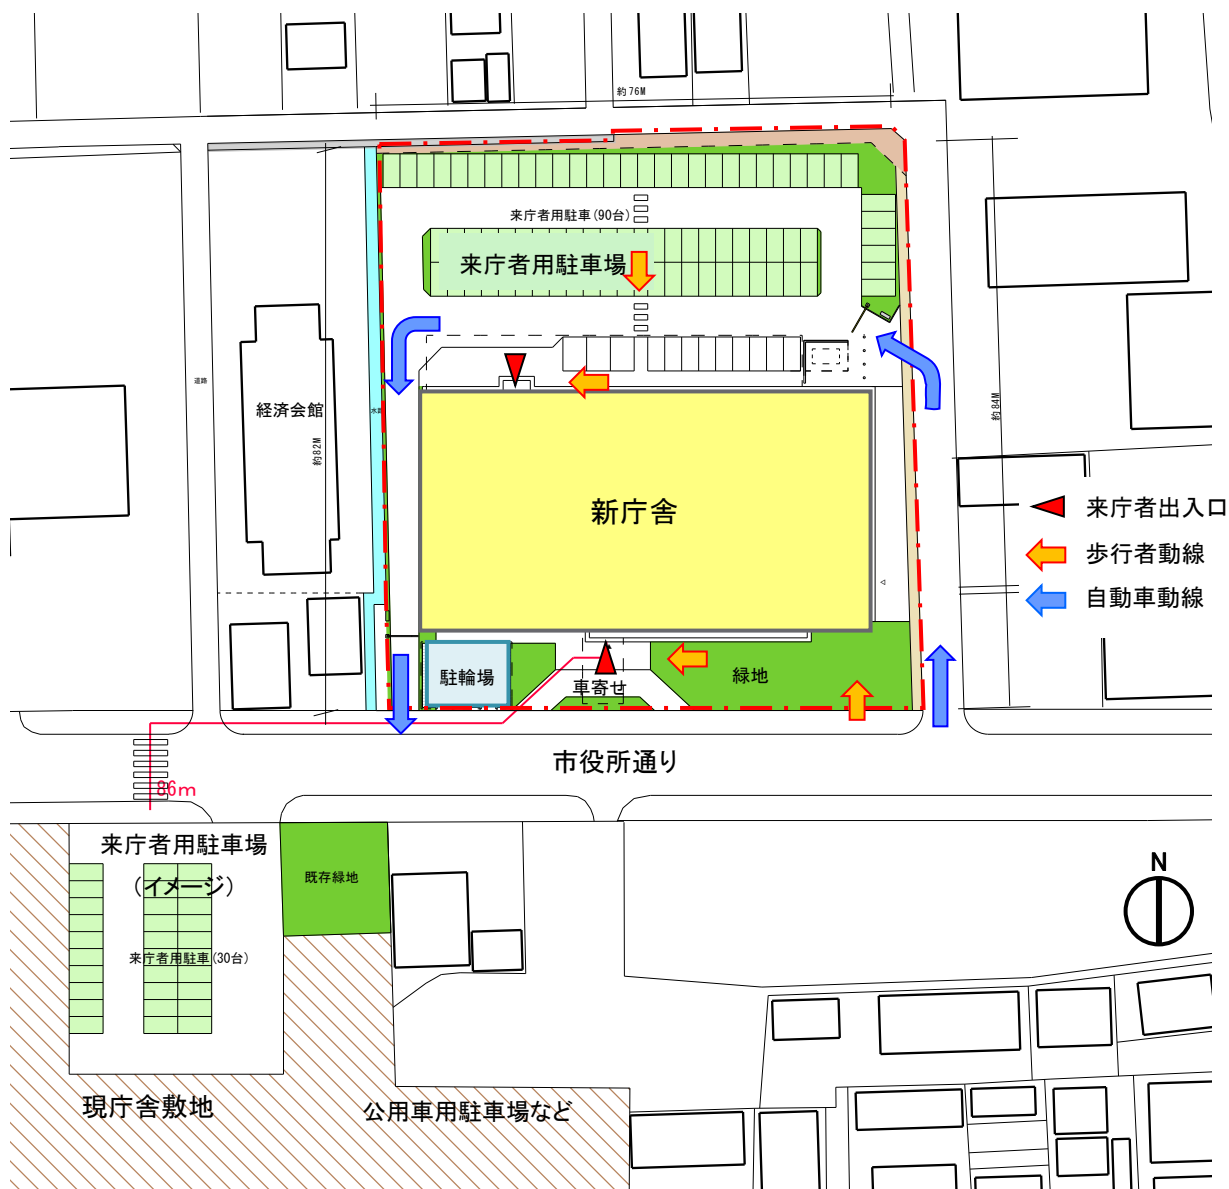 約76M
来庁者用駐車(90台)
来庁者用駐車場
道路
経済会館
水路
約82M
約84M
新庁舎
来庁者出入口
歩行者動線
自動車動線
駐輪場
車寄せ
緑地
市役所通り
86m
来庁者用駐車場
(イメージ)
既存緑地
来庁者用駐車(30台)
N
現庁舎敷地
公用車用駐車場など